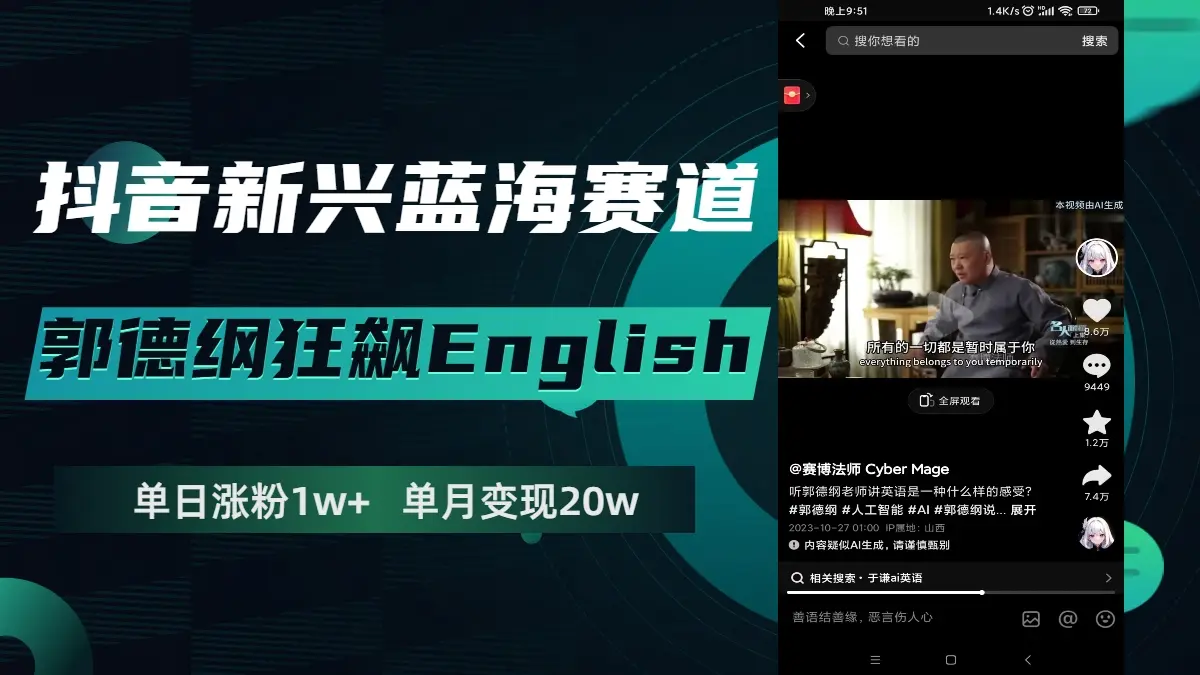 抖音新兴蓝海赛道
郭德纲狂飙English
单日涨粉1w+ 单月变现20w
晚上9:51
1.4K/s
HD
72
搜你想看的
搜索
本视频由AI生成
8.6万
所有的一切都是暂时属于你
everything belongs to you temporarily
9449
全屏观看
1.2万
@赛博法师 Cyber Mage
听郭德纲老师讲英语是一种什么样的感受?
#郭德纲 #人工智能 #AI #郭德纲说... 展开
7.4万
2023-10-27 01:00 IP属地：山西
内容疑似AI生成，请谨慎甄别
相关搜索·于谦ai英语
善语结善缘，恶言伤人心